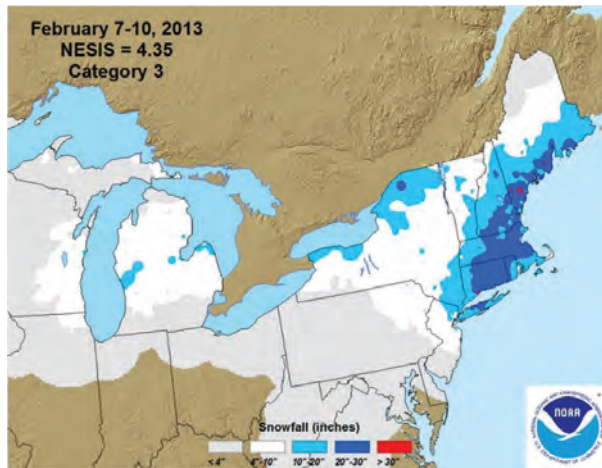 February 7-10, 2013
NESIS = 4.35
Category 3
Snowfall (inches)
< 4" 4"-10" 10"-20" 20"-30" > 30"
NOAA